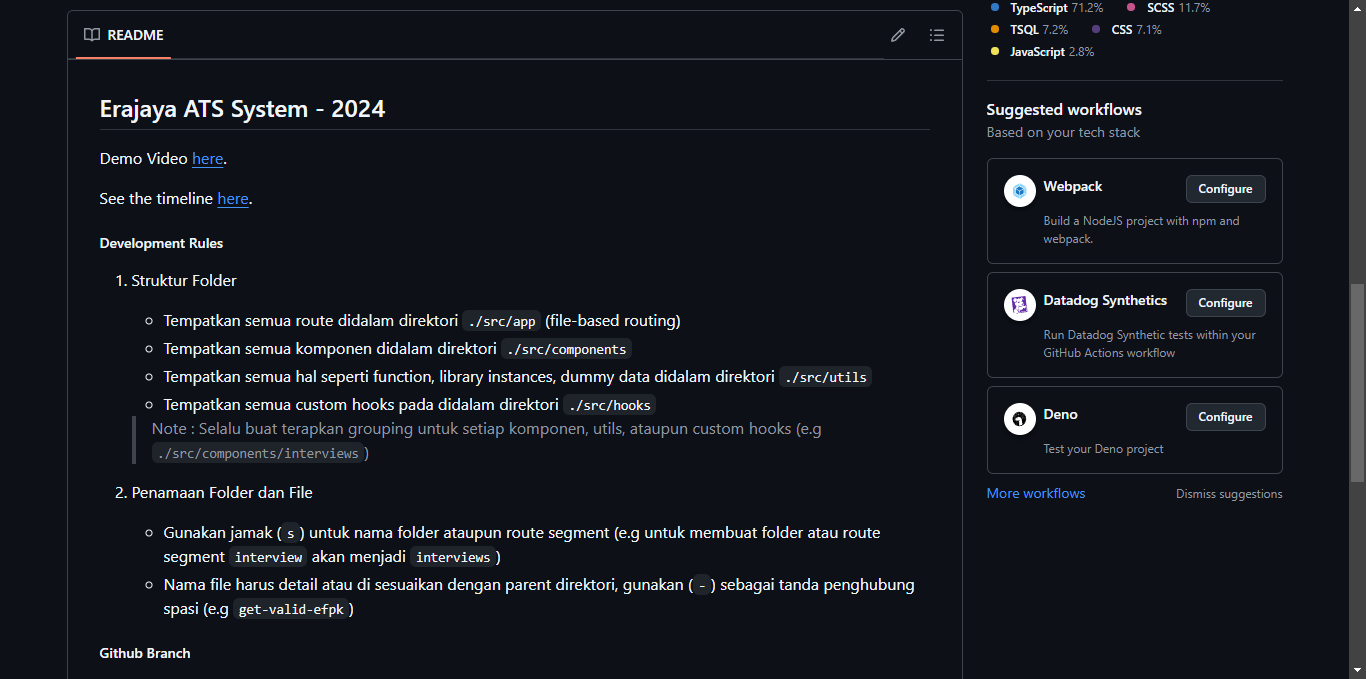 README
Erajaya ATS System - 2024
Demo Video here.
See the timeline here.
Development Rules
1. Struktur Folder
Tempatkan semua route didalam direktori ./src/app (file-based routing)
Tempatkan semua komponen didalam direktori ./src/components
Tempatkan semua hal seperti function, library instances, dummy data didalam direktori ./src/utils
Tempatkan semua custom hooks pada didalam direktori ./src/hooks
Note : Selalu buat terapkan grouping untuk setiap komponen, utils, ataupun custom hooks (e.g
./src/components/interviews)
2. Penamaan Folder dan File
Gunakan jamak (s) untuk nama folder ataupun route segment (e.g untuk membuat folder atau route
segment interview akan menjadi interviews)
Nama file harus detail atau di sesuaikan dengan parent direktori, gunakan (-) sebagai tanda penghubung
spasi (e.g get-valid-efpk)
Github Branch
TypeScript 71.2% SCSS 11.7%
TSQL 7.2% CSS 7.1%
JavaScript 2.8%
Suggested workflows
Based on your tech stack
Webpack
Configure
Build a NodeJS project with npm and
webpack.
Datadog Synthetics
Configure
Run Datadog Synthetic tests within your
GitHub Actions workflow
Deno
Configure
Test your Deno project
More workflows
Dismiss suggestions